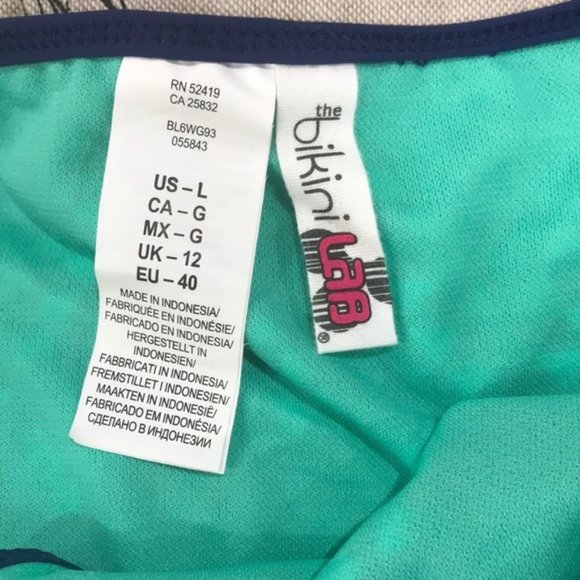 RN 52419
CA 25832
BL6WG93
055843
US – L
CA – G
MX – G
UK – 12
EU – 40
MADE IN INDONESIA/
FABRIQUÉE EN INDONÉSIE/
FABRICADO EN INDONESIA/
HERGESTELLT IN
INDONESIEN/
FABBRICATI IN INDONESIA/
FREMSTILLET I INDONESIEN/
MAAKTEN IN INDONESIË/
FABRICADO EM INDONÉSIA/
СДЕЛАНО В ИНДОНЕЗИИ
the
bikini
LAB
®